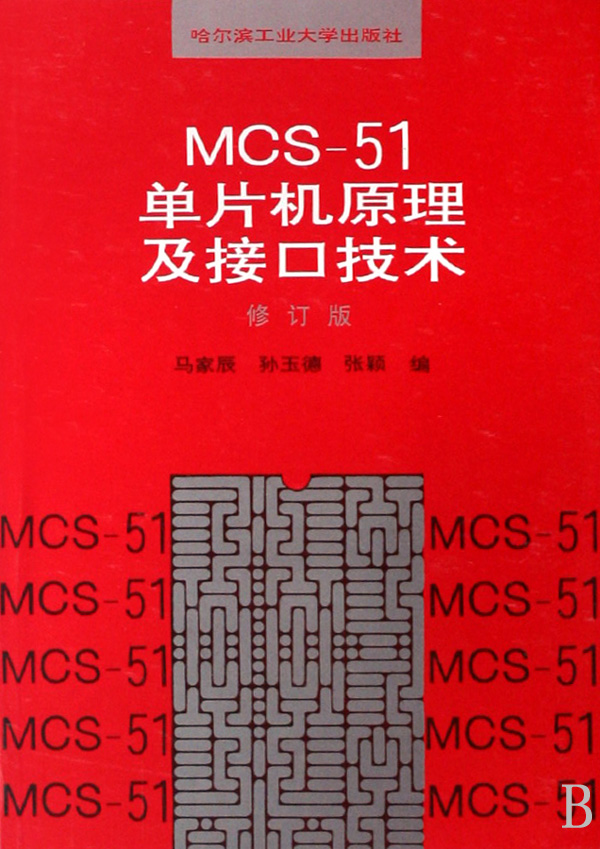 哈尔滨工业大学出版社
MCS-51
单片机原理
及接口技术
修订版
马家辰 孙玉德 张颖 编
MCS-51 MCS-51
MCS-51 MCS-51
MCS-51 MCS-51
MCS-51 MCS-51
MCS-51 MCS-51
B